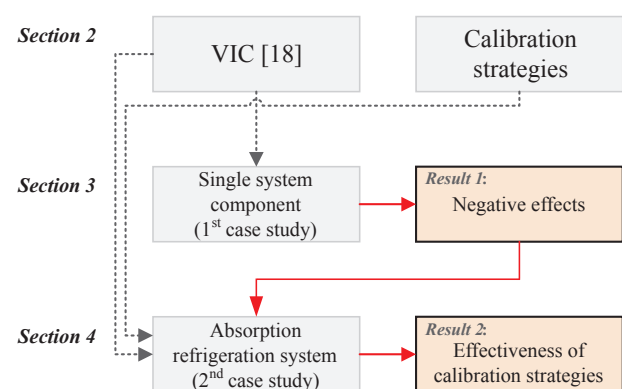 Section 2
VIC [18]
Calibration
strategies
Section 3
Single system
component
(1st case study)
Result 1:
Negative effects
Section 4
Absorption
refrigeration system
(2nd case study)
Result 2:
Effectiveness of
calibration strategies